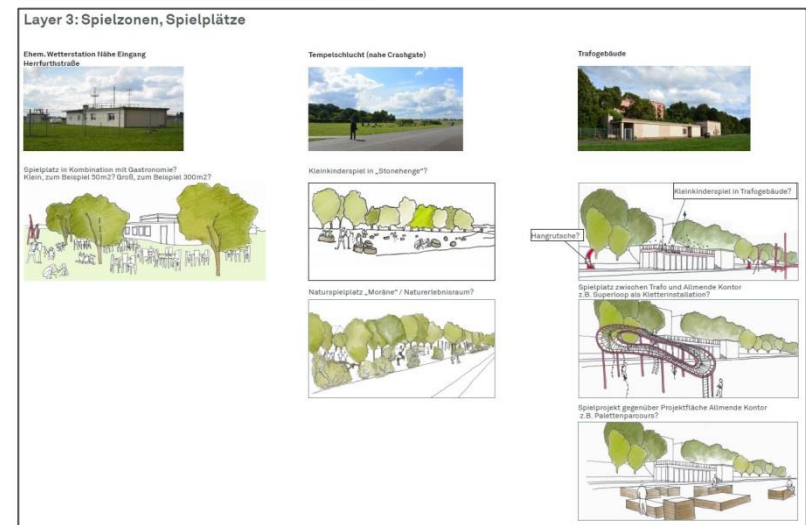 Layer 3: Spielzonen, Spielplätze
Ehem. Wetterstation Nähe Eingang
Herrfurthstraße
Spielplatz in Kombination mit Gastronomie?
Klein, zum Beispiel 50m2? Groß, zum Beispiel 300m2?
Tempelschlucht (nahe Crashgate)
Kleinkinderspiel in „Stonehenge“?
Naturspielplatz „Moräne“ / Naturerlebnisraum?
Trafogebäude
Kleinkinderspiel in Trafogebäude?
Hangrutsche?
Spielplatz zwischen Trafo und Allmende Kontor
z.B. Superloop als Kletterinstallation?
Spielprojekt gegenüber Projektfläche Allmende Kontor
z.B. Palettenparcours?